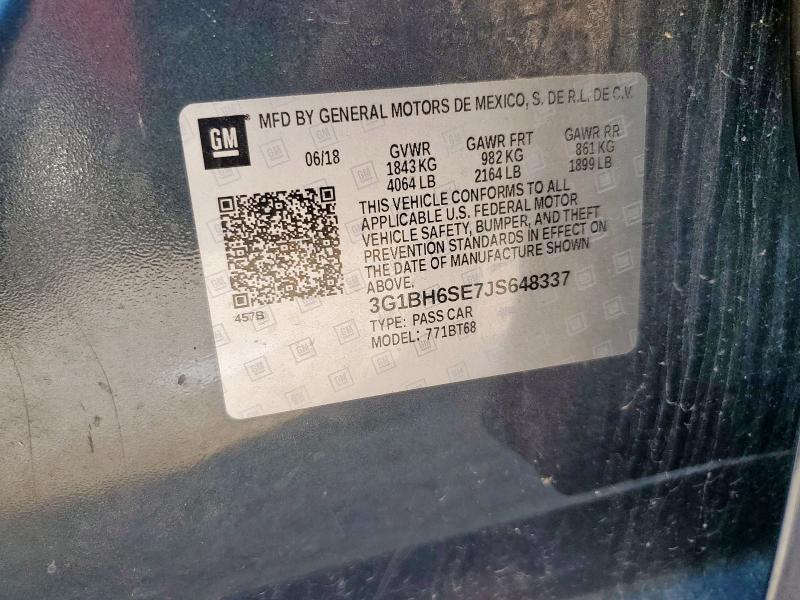 GM
MFD BY GENERAL MOTORS DE MEXICO, S. DE R.L. DE C.V.
06/18
GVWR
1843 KG
4064 LB
GAWR FRT
982 KG
2164 LB
GAWR RR
861 KG
1899 LB
THIS VEHICLE CONFORMS TO ALL
APPLICABLE U.S. FEDERAL MOTOR
VEHICLE SAFETY, BUMPER, AND THEFT
PREVENTION STANDARDS IN EFFECT ON
THE DATE OF MANUFACTURE SHOWN
ABOVE.
3G1BH6SE7JS648337
TYPE: PASS CAR
MODEL: 771BT68
457B